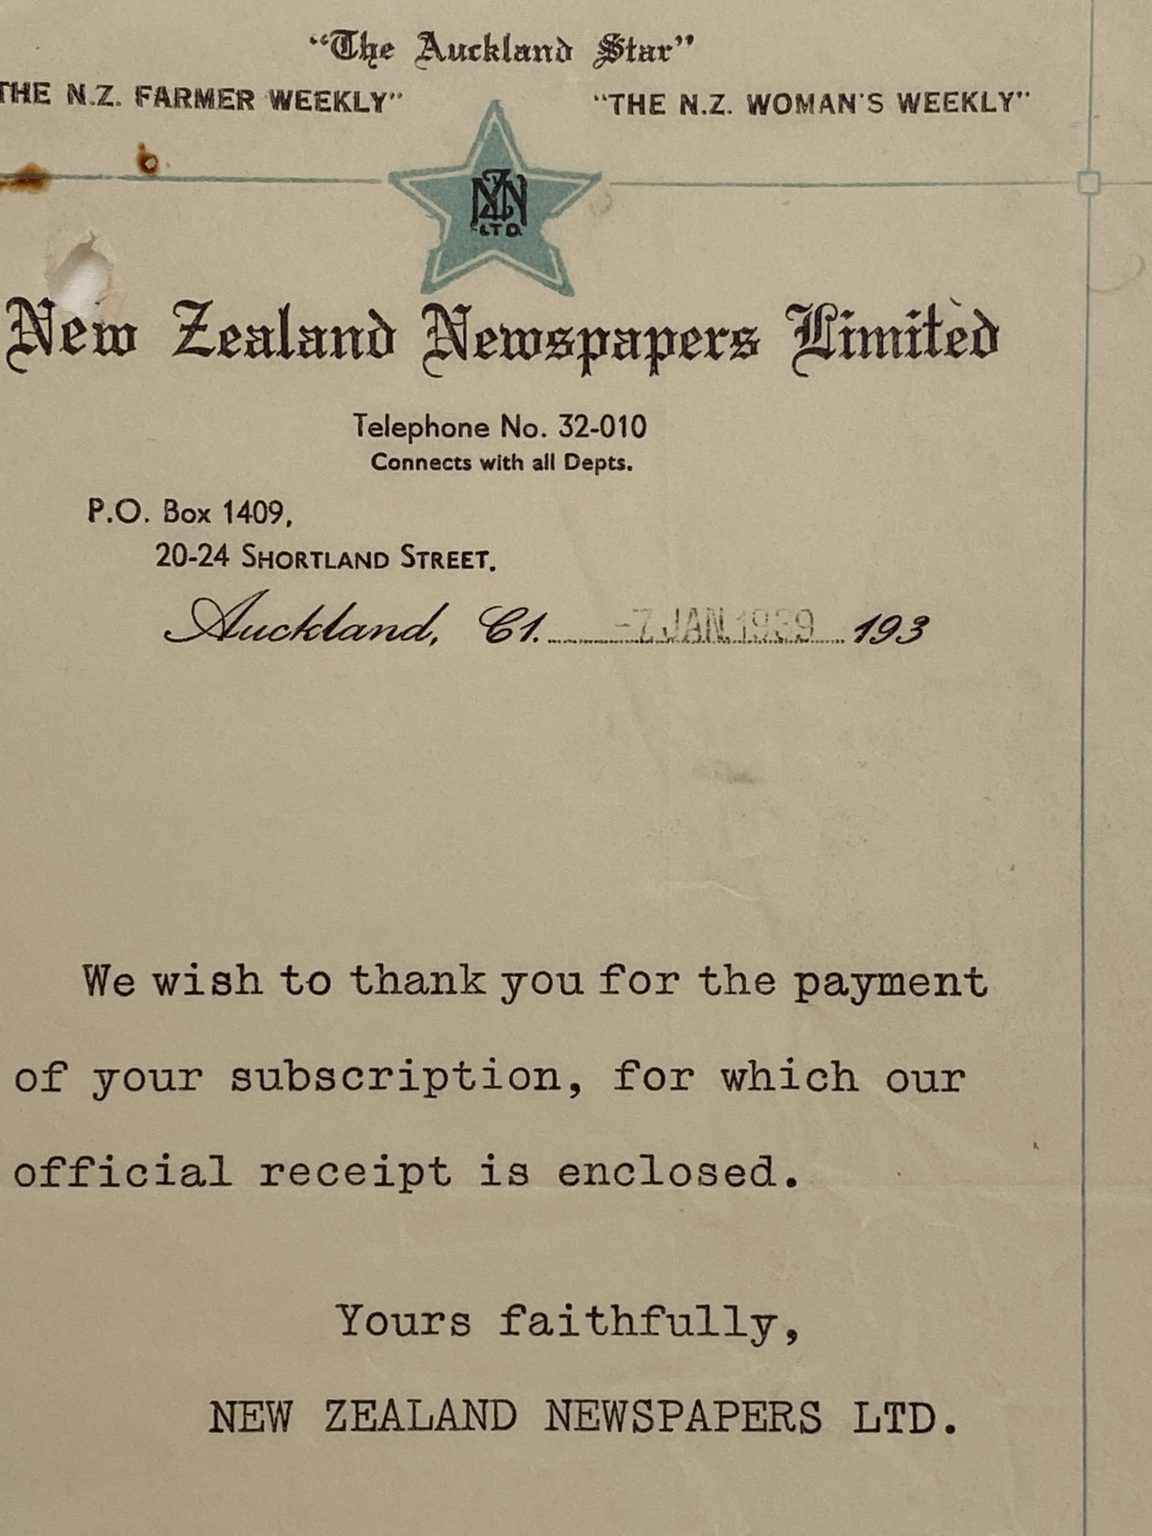 "The Auckland Star"
THE N.Z. FARMER WEEKLY" "THE N.Z. WOMAN'S WEEKLY"
NZN
LTD.
New Zealand Newspapers Limited
Telephone No. 32-010
Connects with all Depts.
P.O. Box 1409,
20-24 SHORTLAND STREET.
Auckland, C1. -7 JAN 1939 193
We wish to thank you for the payment
of your subscription, for which our
official receipt is enclosed.
Yours faithfully,
NEW ZEALAND NEWSPAPERS LTD.